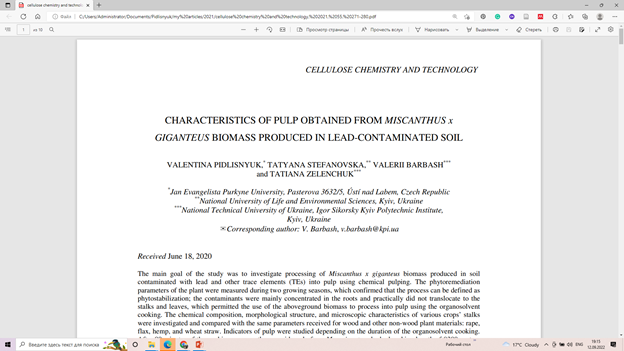 cellulose chemistry and technol
Файл
C:/Users/Administrator/Documents/Pidlisnyuk/my%20articles/2021/cellulose%20chemistry%20and%20technology
1 из 10
Просмотр страницы
Прочесть вслух
Нарисовать
Выделение
Стереть
CELLULOSE CHEMISTRY AND TECHNOLOGY
CHARACTERISTICS OF PULP OBTAINED FROM MISCANTHUS x
GIGANTEUS BIOMASS PRODUCED IN LEAD-CONTAMINATED SOIL
VALENTINA PIDLISNYUK,* TATYANA STEFANOVSKA,** VALERII BARBASH***
and TATIANA ZELENCHUK***
*Jan Evangelista Purkyne University, Pasterova 3632/5, Ústí nad Labem, Czech Republic
**National University of Life and Environmental Sciences, Kyiv, Ukraine
***National Technical University of Ukraine, Igor Sikorsky Kyiv Polytechnic Institute,
Kyiv, Ukraine
✉Corresponding author: V. Barbash, v.barbash@kpi.ua
Received June 18, 2020
The main goal of the study was to investigate processing of Miscanthus x giganteus biomass produced in soil
contaminated with lead and other trace elements (TEs) into pulp using chemical pulping. The phytoremediation
parameters of the plant were measured during two growing seasons, which confirmed that the process can be defined as
phytostabilization; the contaminants were mainly concentrated in the roots and practically did not translocate to the
stalks and leaves, which permitted the use of the aboveground biomass to process into pulp using the organosolvent
cooking. The chemical composition, morphological structure, and microscopic characteristics of various crops' stalks
were investigated and compared with the same parameters received for wood and other non-wood plant materials: rape,
flax, hemp, and wheat straw. Indicators of pulp were studied depending on the duration of the organosolvent cooking.
Введите здесь текст для поиска
Рабочий стол
17°C Cloudy
ENG
16:13
12.09.2022